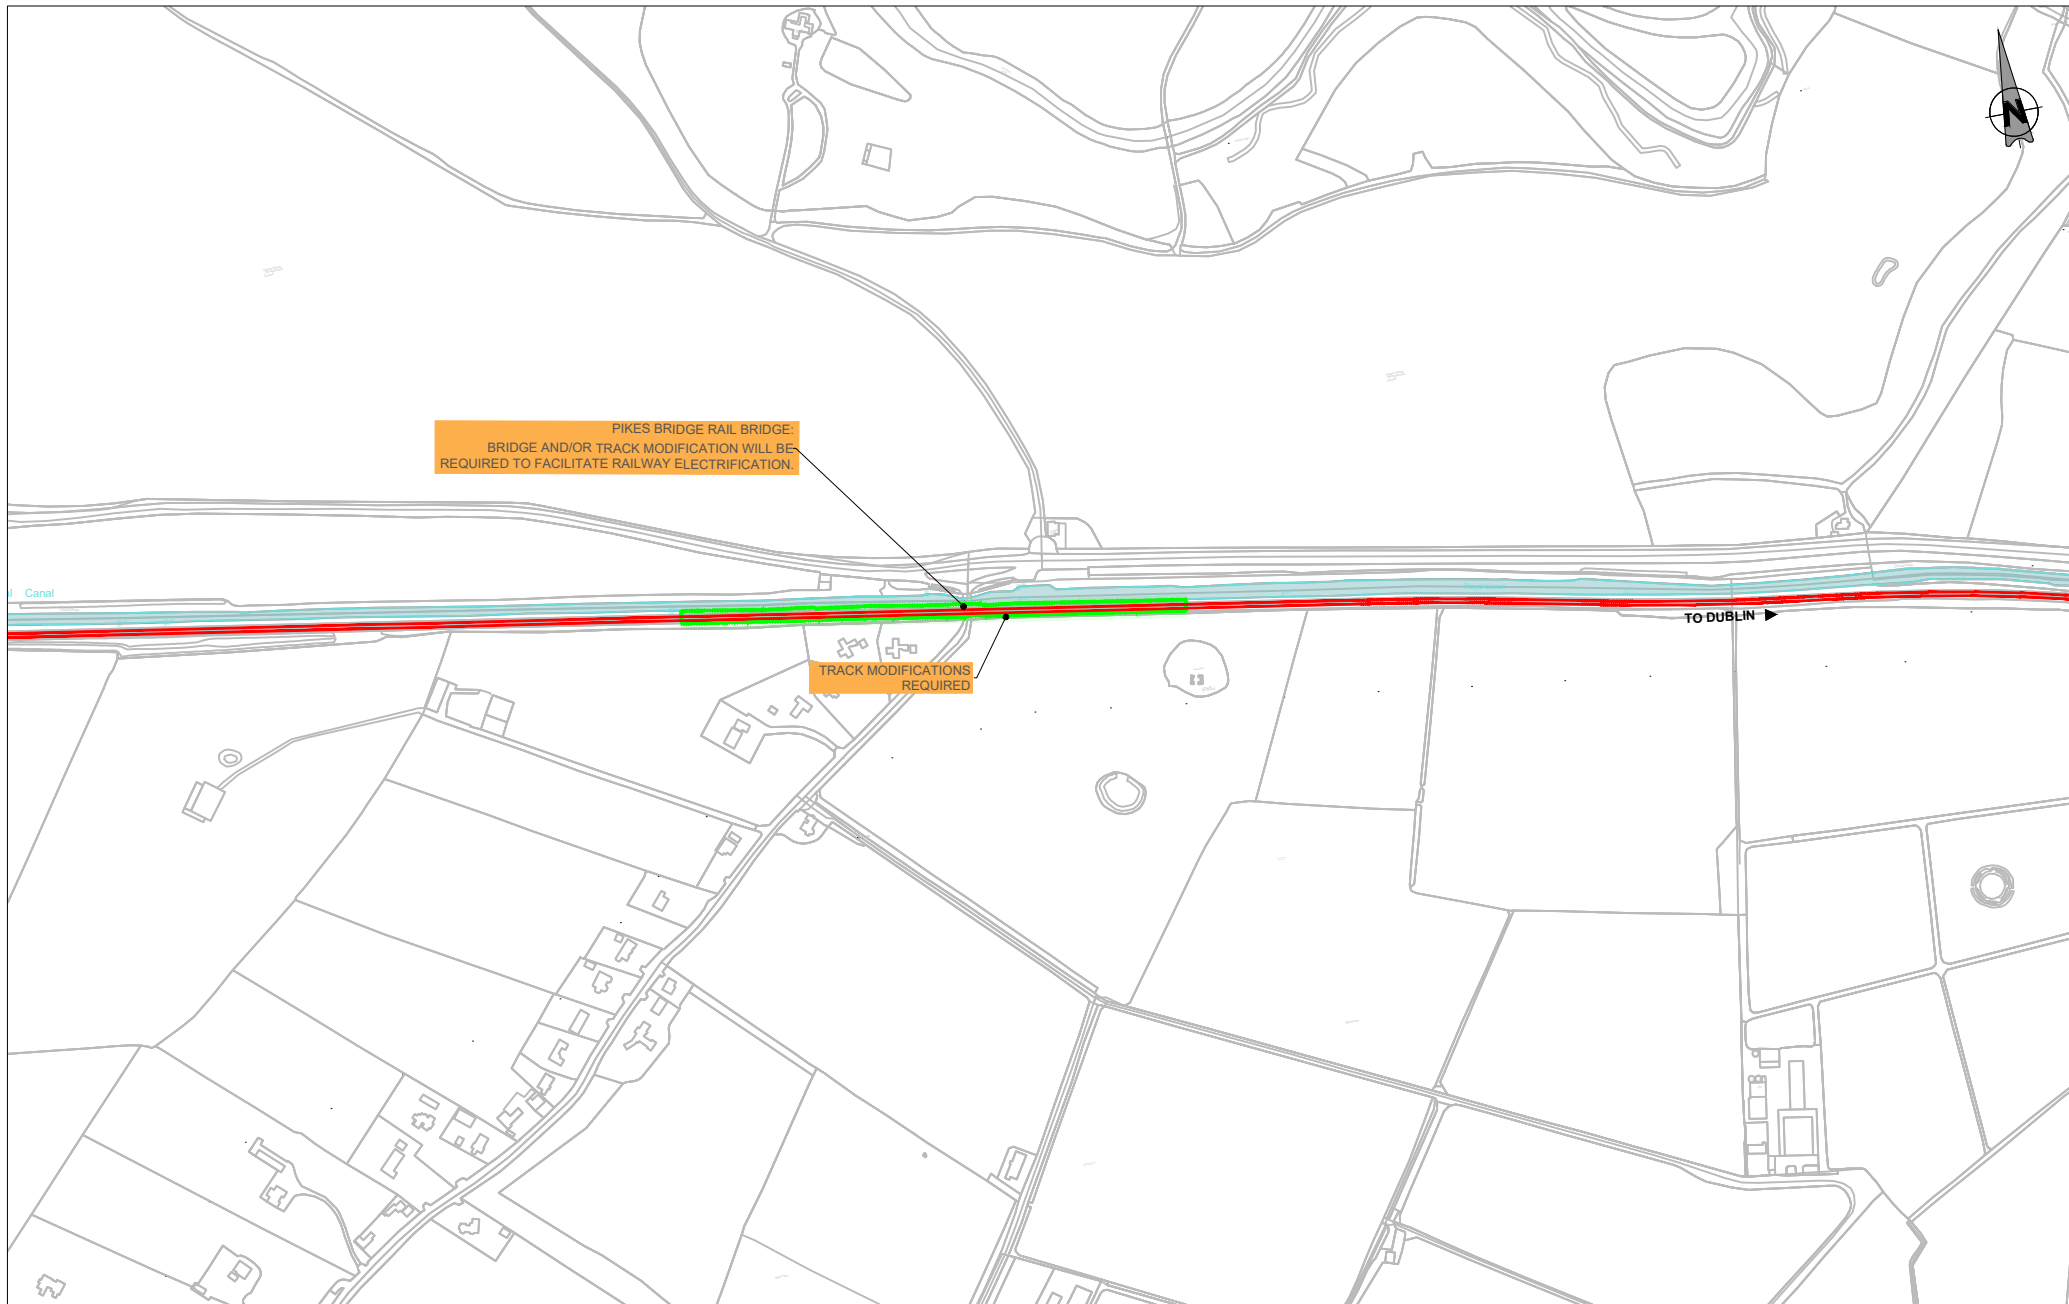 N
PIKES BRIDGE RAIL BRIDGE:
BRIDGE AND/OR TRACK MODIFICATION WILL BE
REQUIRED TO FACILITATE RAILWAY ELECTRIFICATION.
Canal
TO DUBLIN
TRACK MODIFICATIONS
REQUIRED